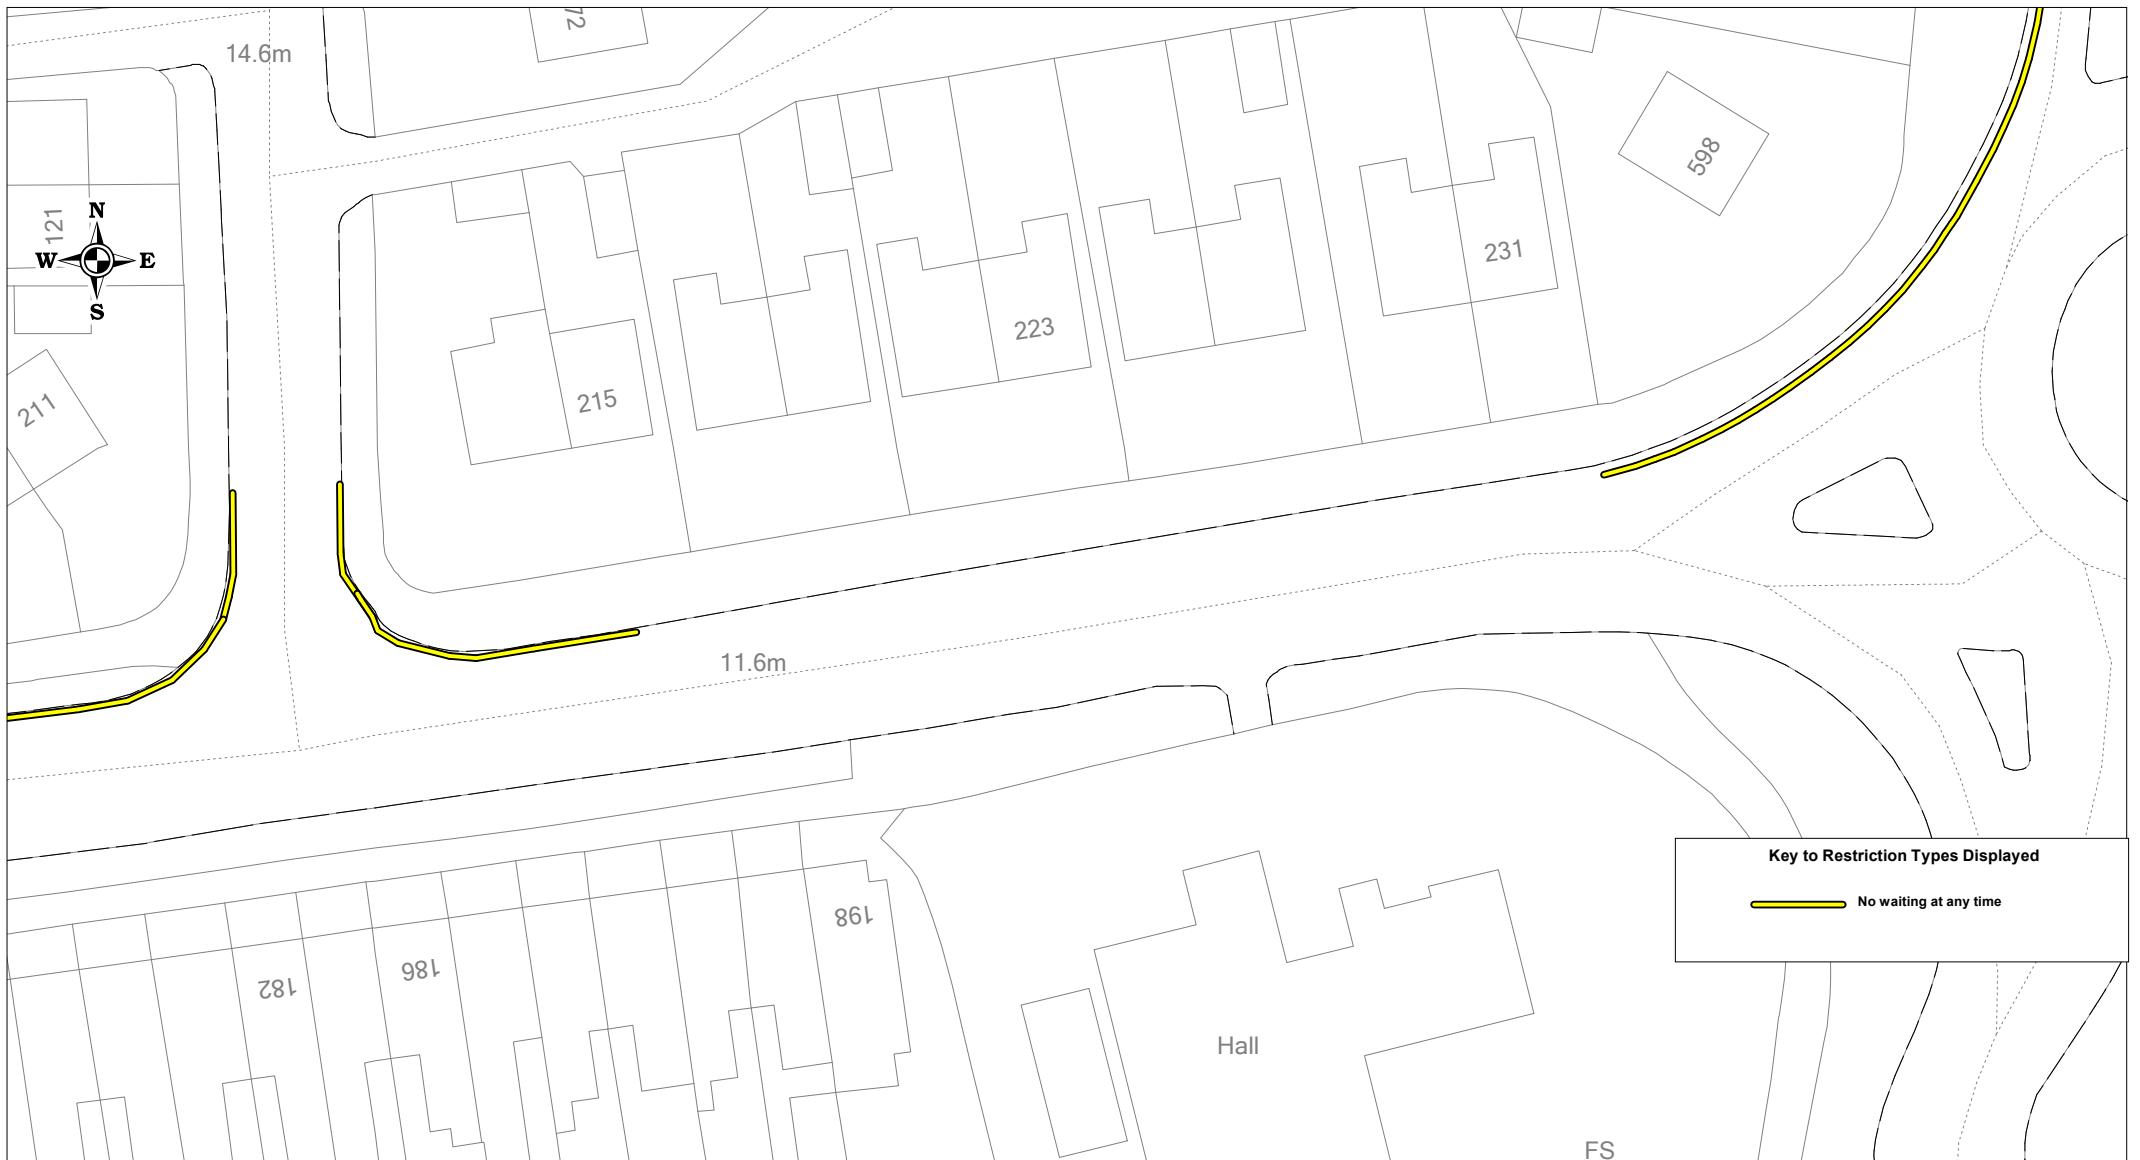 72
14.6m
598
121
N
W E
S
231
223
215
211
11.6m
Key to Restriction Types Displayed
No waiting at any time
198
186
182
Hall
FS